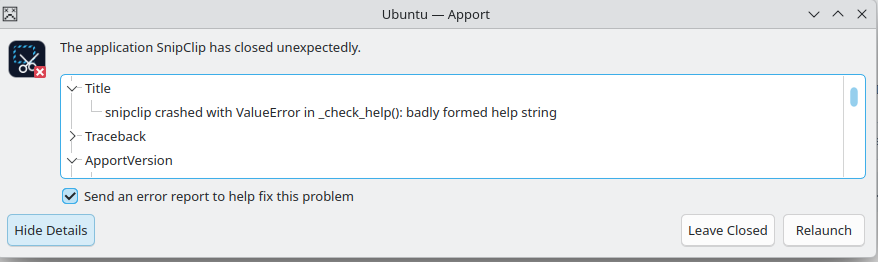 Ubuntu — Apport
The application SnipClip has closed unexpectedly.
Title
snipclip crashed with ValueError in _check_help(): badly formed help string
Traceback
ApportVersion
Send an error report to help fix this problem
Hide Details
Leave Closed
Relaunch